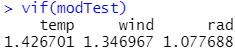 > vif(modTest)
    temp     wind      rad
1.426701 1.346967 1.077688